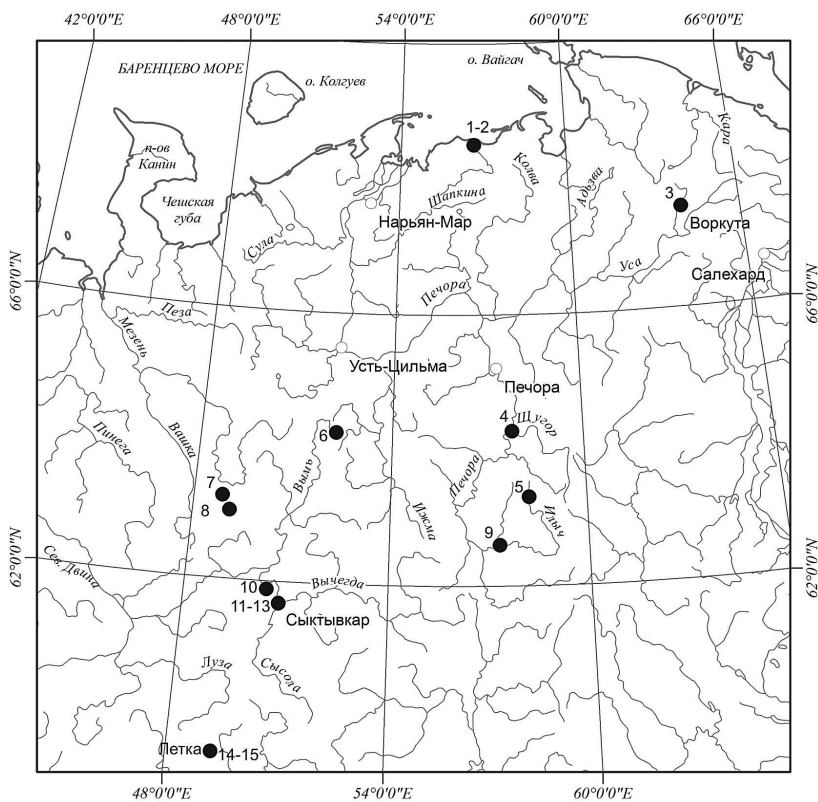 42°0'0"E
48°0'0"E
54°0'0"E
60°0'0"E
66°0'0"E
БАРЕНЦЕВО МОРЕ
о. Колгуев
о. Вайгач
1-2
Кара
п-ов
Канин
Чешская
губа
Колва
Адьзва
Шапкина
3
Нарьян-Мар
Воркута
Сула
Уса
Салехард
66°0'0"N
Печора
66°0'0"N
Пеза
Мезень
Усть-Цильма
Печора
4
Щугор
6
Пинега
Вашка
Вымь
Печора
7
8
5
Ижма
Илыч
9
62°0'0"N
Сев. Двина
62°0'0"N
10
Вычегда
11-13
Сыктывкар
Луза
Сысола
Летка
14-15
48°0'0"E
54°0'0"E
60°0'0"E